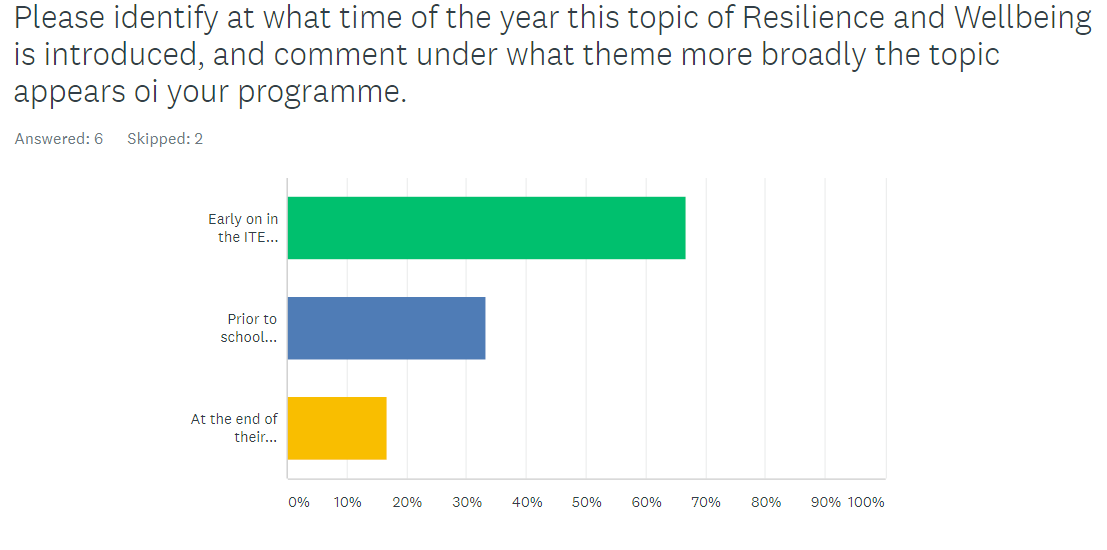 Please identify at what time of the year this topic of Resilience and Wellbeing
is introduced, and comment under what theme more broadly the topic
appears oi your programme.
Answered: 6 Skipped: 2
Early on in
the ITE...
Prior to
school...
At the end of
their...
0% 10% 20% 30% 40% 50% 60% 70% 80% 90% 100%